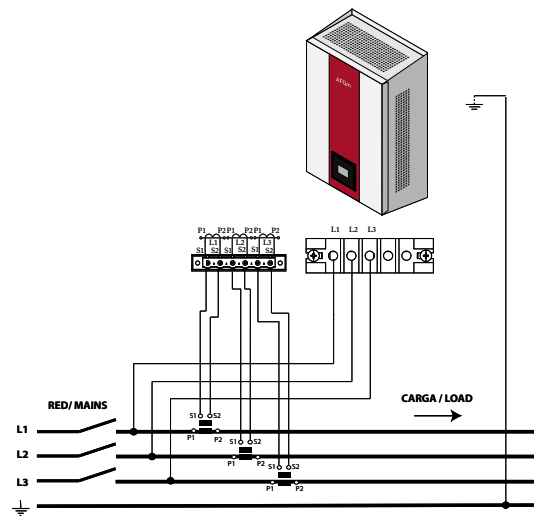 AFQm
P1 P2 P1 P2 P1 P2
L1 L2 L3
S1 S2 S1 S2 S1 S2
L1 L2 L3
RED/ MAINS
CARGA / LOAD
S1 S2
L1
P1 P2
S1 S2
L2
P1 P2
S1 S2
L3
P1 P2